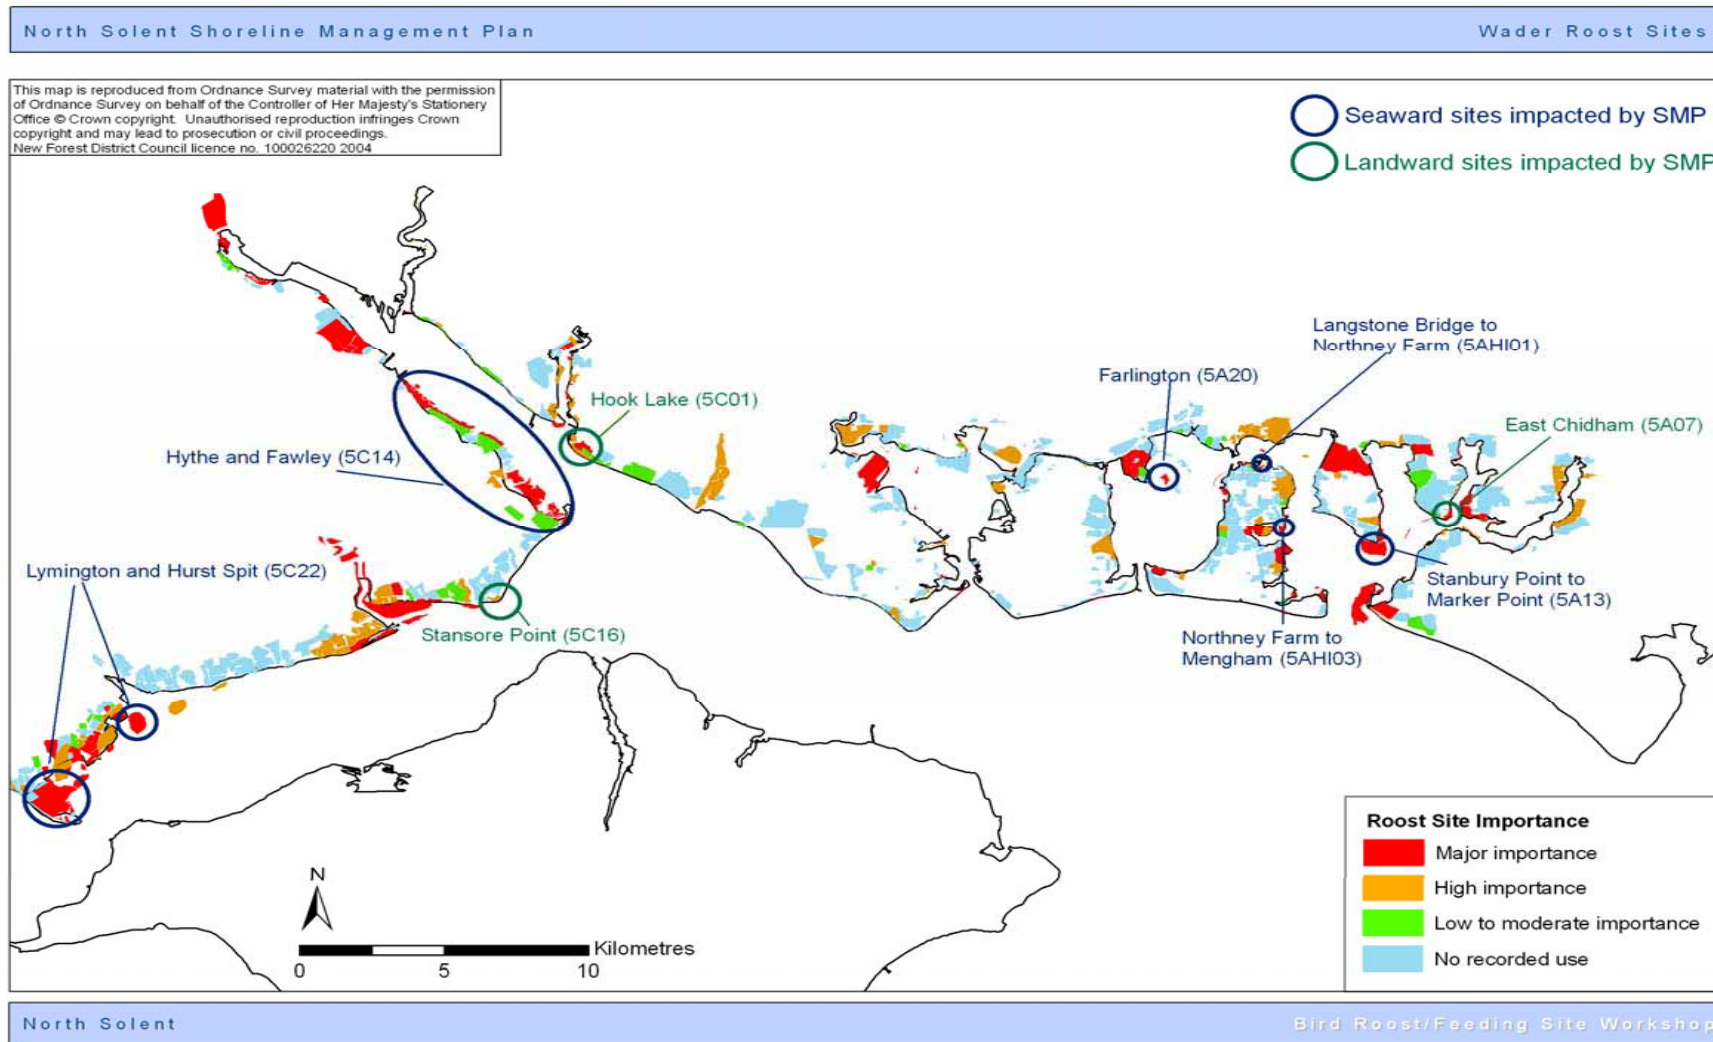 North Solent Shoreline Management Plan
Wader Roost Sites
This map is reproduced from Ordnance Survey material with the permission
of Ordnance Survey on behalf of the Controller of Her Majesty's Stationery
Office © Crown copyright. Unauthorised reproduction infringes Crown
copyright and may lead to prosecution or civil proceedings.
New Forest District Council licence no. 100026220 2004
Seaward sites impacted by SMP
Landward sites impacted by SMP
Langstone Bridge to
Northney Farm (5AHI01)
Farlington (5A20)
Hook Lake (5C01)
East Chidham (5A07)
Hythe and Fawley (5C14)
Lymington and Hurst Spit (5C22)
Stanbury Point to
Marker Point (5A13)
Stansore Point (5C16)
Northney Farm to
Mengham (5AHI03)
Roost Site Importance
Major importance
High importance
Low to moderate importance
No recorded use
N
Kilometres
0 5 10
North Solent
Bird Roost/Feeding Site Workshop